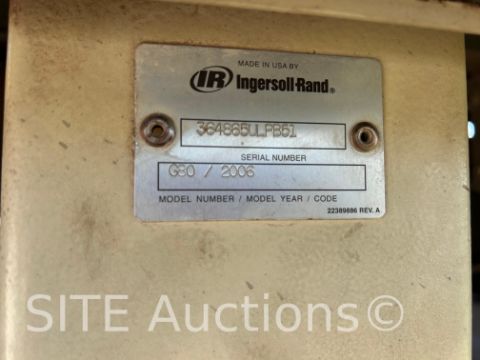 MADE IN USA BY
IR Ingersoll-Rand®
364865ULPB51
SERIAL NUMBER
G80 / 2006
MODEL NUMBER / MODEL YEAR / CODE
22389886 REV. A
SITE Auctions©